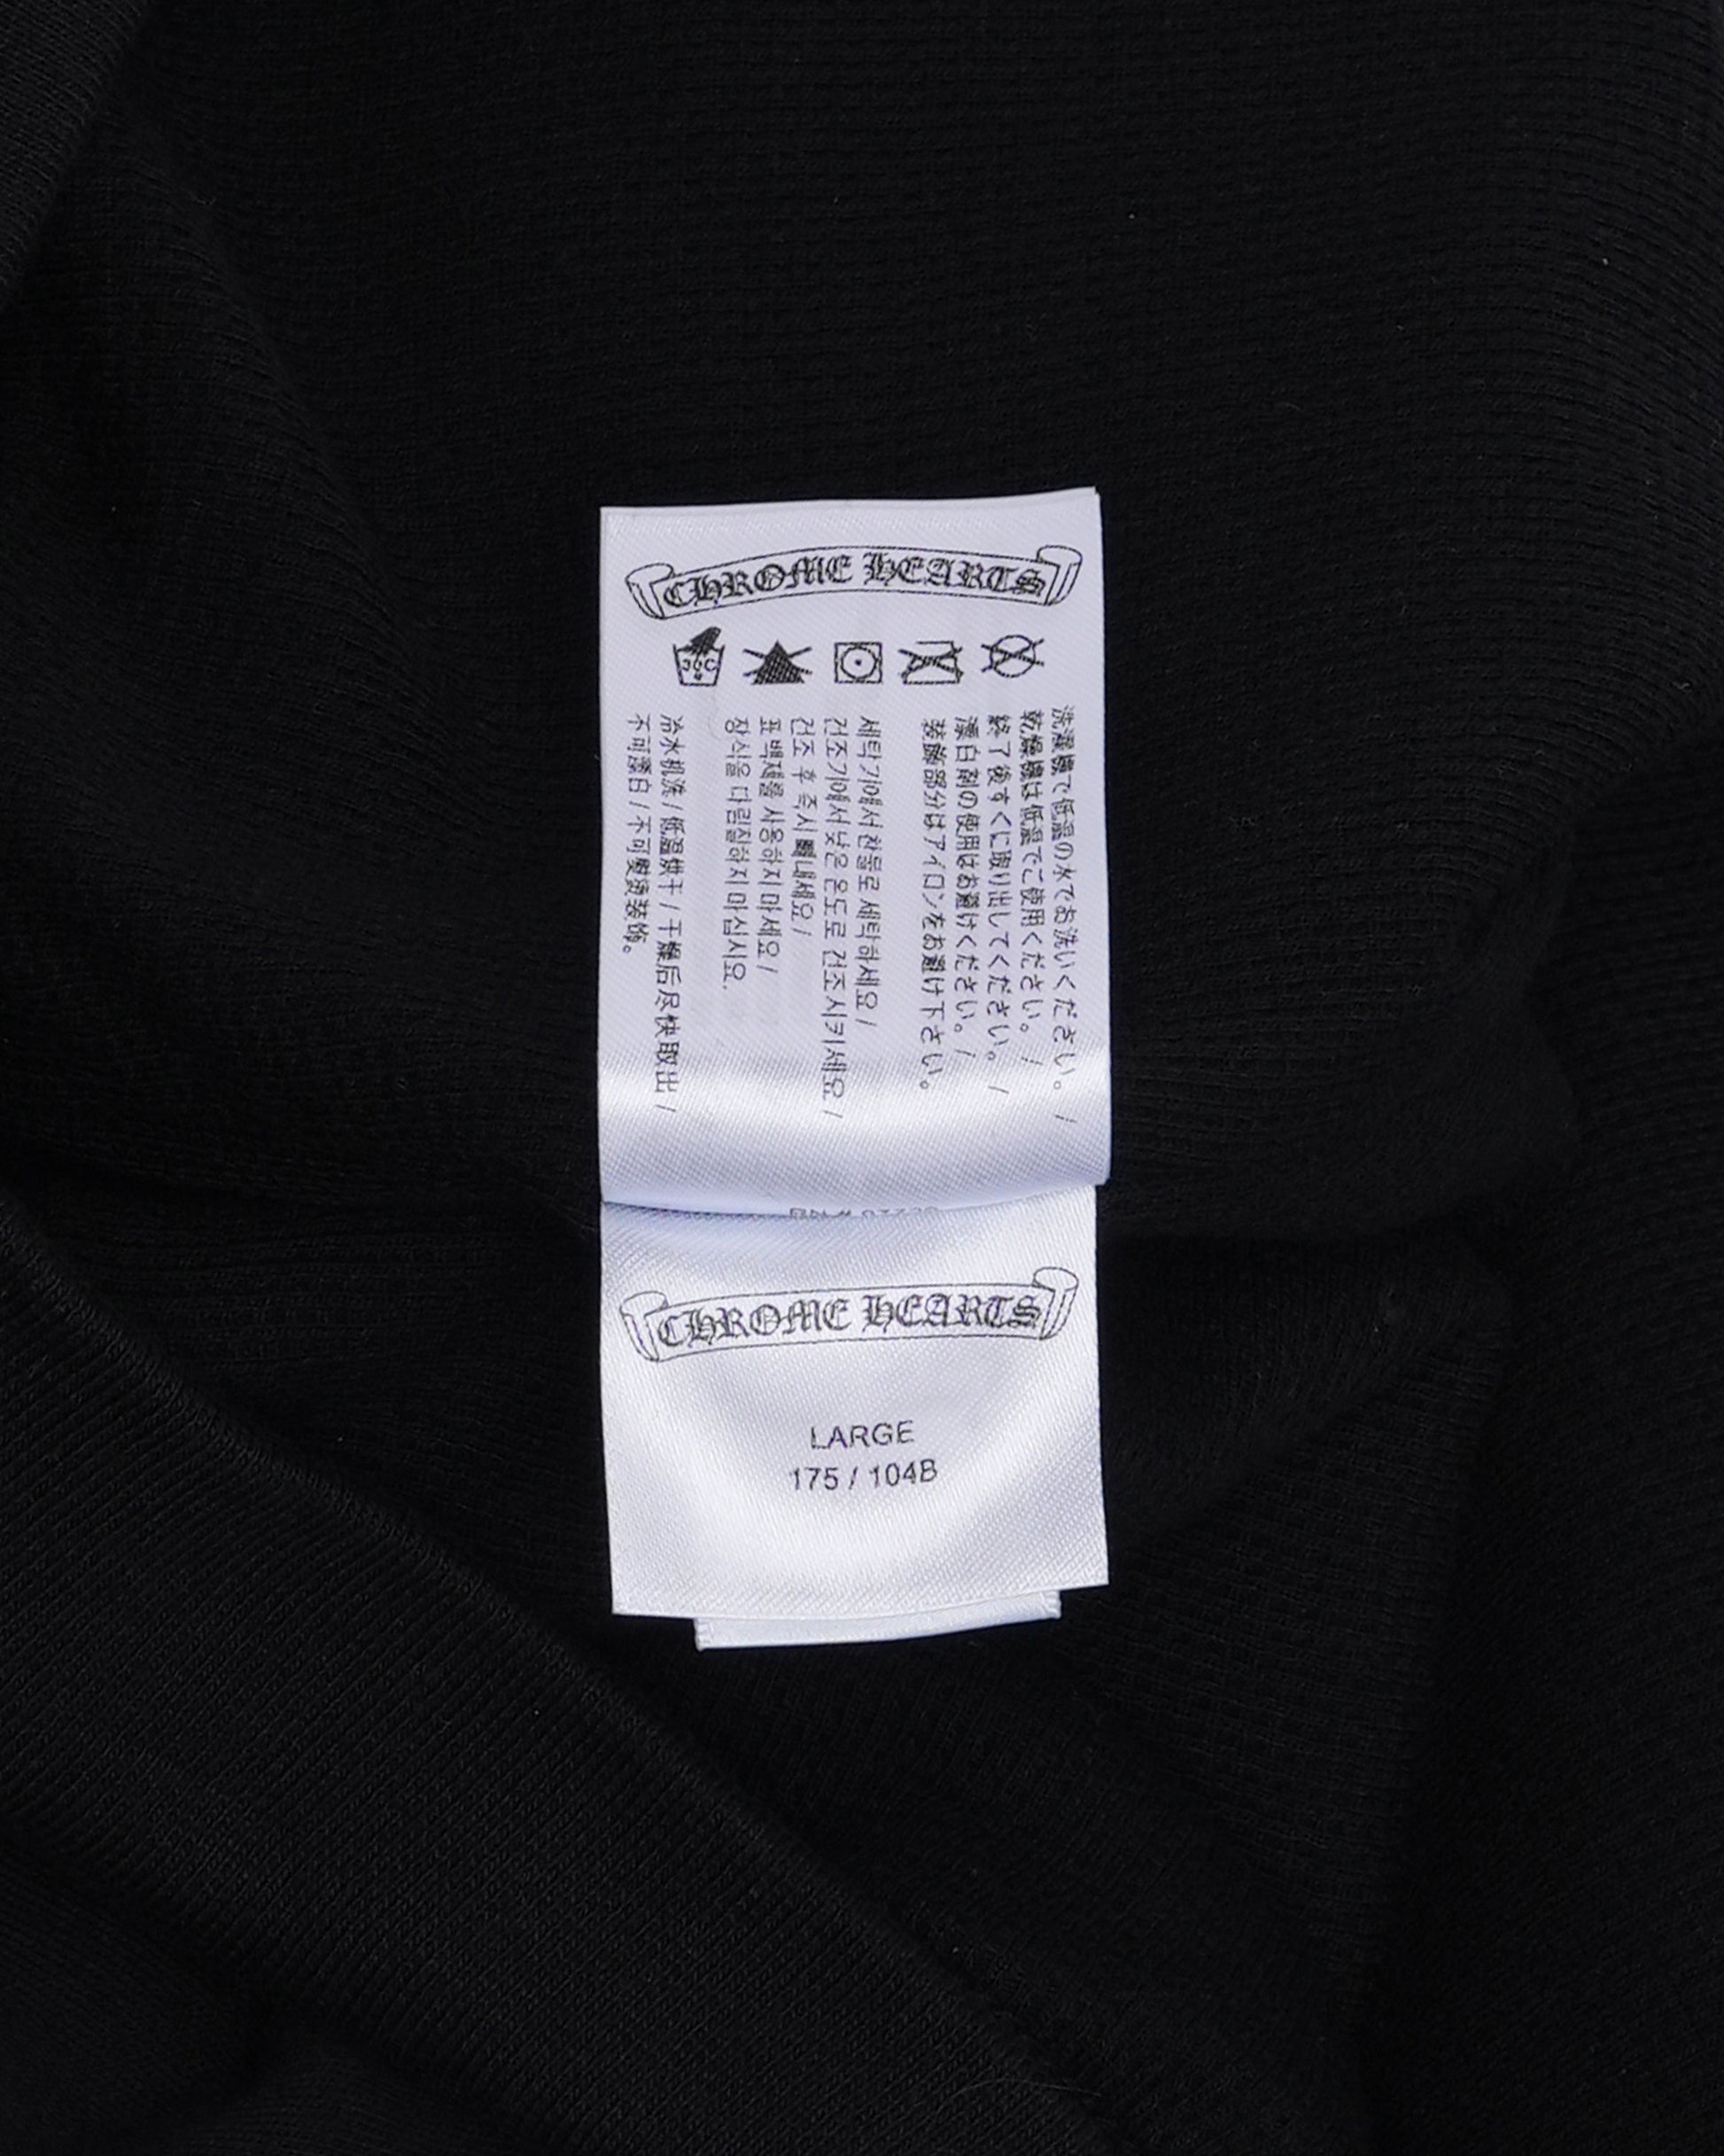 CHROME HEARTS
30°C
洗濯機で低温の水でお洗いください。/
乾燥機は低温でご使用ください。/
終了後すぐに取り出してください。/
漂白剤の使用はお避けください。/
装飾部分はアイロンをお避け下さい。
세탁기에서 찬물로 세탁하세요/
건조기에서 낮은 온도로 건조시키세요/
건조 후 즉시 빼내세요/
표백제를 사용하지 마세요/
장식을 다림질하지 마십시요.
冷水机洗/低温烘干/干燥后尽快取出/
不可漂白/不可熨烫装饰。
CHROME HEARTS
LARGE
175 / 104B